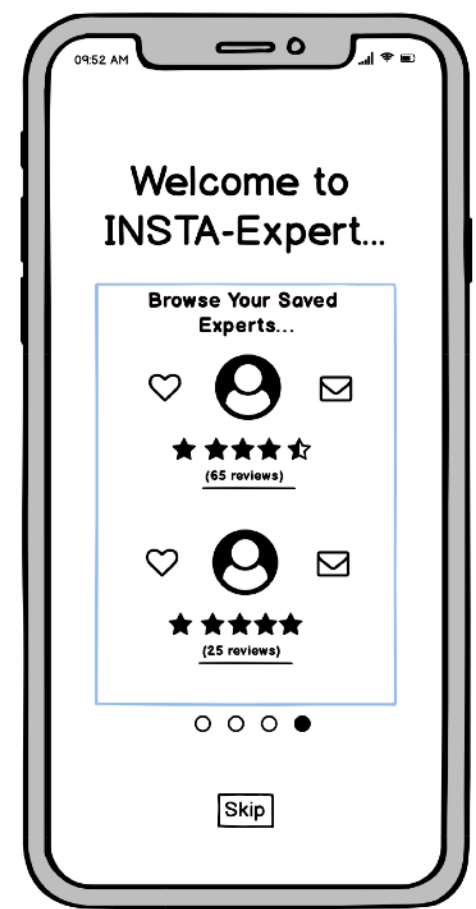 09:52 AM
Welcome to
INSTA-Expert...
Browse Your Saved
Experts...
(65 reviews)
(25 reviews)
Skip